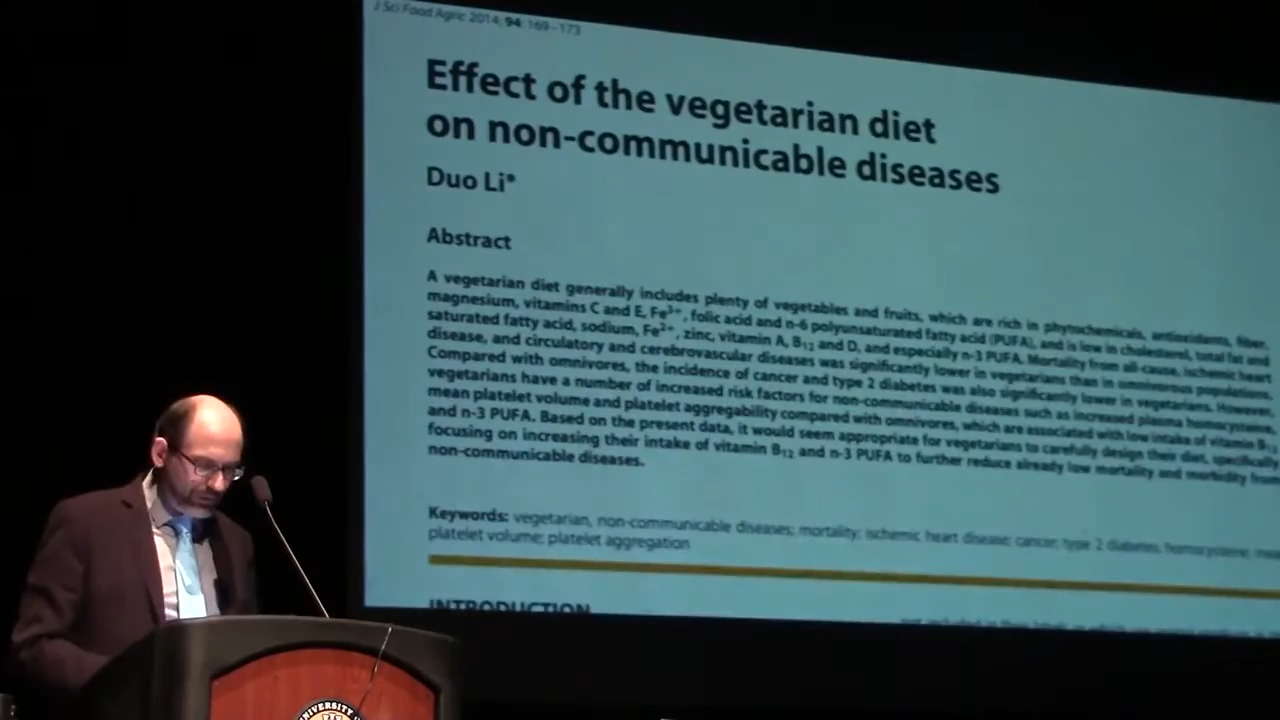 J Sci Food Agric 2014; 94: 169–173
Effect of the vegetarian diet
on non-communicable diseases
Duo Li*
Abstract
A vegetarian diet generally includes plenty of vegetables and fruits, which are rich in phytochemicals, antioxidants, fiber,
magnesium, vitamins C and E, Fe³⁺, folic acid and n-6 polyunsaturated fatty acid (PUFA), and is low in cholesterol, total fat and
saturated fatty acid, sodium, Fe²⁺, zinc, vitamin A, B₁₂ and D, and especially n-3 PUFA. Mortality from all-cause, ischemic heart
disease, and circulatory and cerebrovascular diseases was significantly lower in vegetarians than in omnivorous populations.
Compared with omnivores, the incidence of cancer and type 2 diabetes was also significantly lower in vegetarians. However,
vegetarians have a number of increased risk factors for non-communicable diseases such as increased plasma homocysteine,
mean platelet volume and platelet aggregability compared with omnivores, which are associated with low intake of vitamin B₁₂
and n-3 PUFA. Based on the present data, it would seem appropriate for vegetarians to carefully design their diet, specifically
focusing on increasing their intake of vitamin B₁₂ and n-3 PUFA to further reduce already low mortality and morbidity from
non-communicable diseases.
Keywords: vegetarian, non-communicable diseases; mortality; ischemic heart disease; cancer; type 2 diabetes; homocysteine;
platelet volume; platelet aggregation
INTRODUCTION
UNIVERSITY